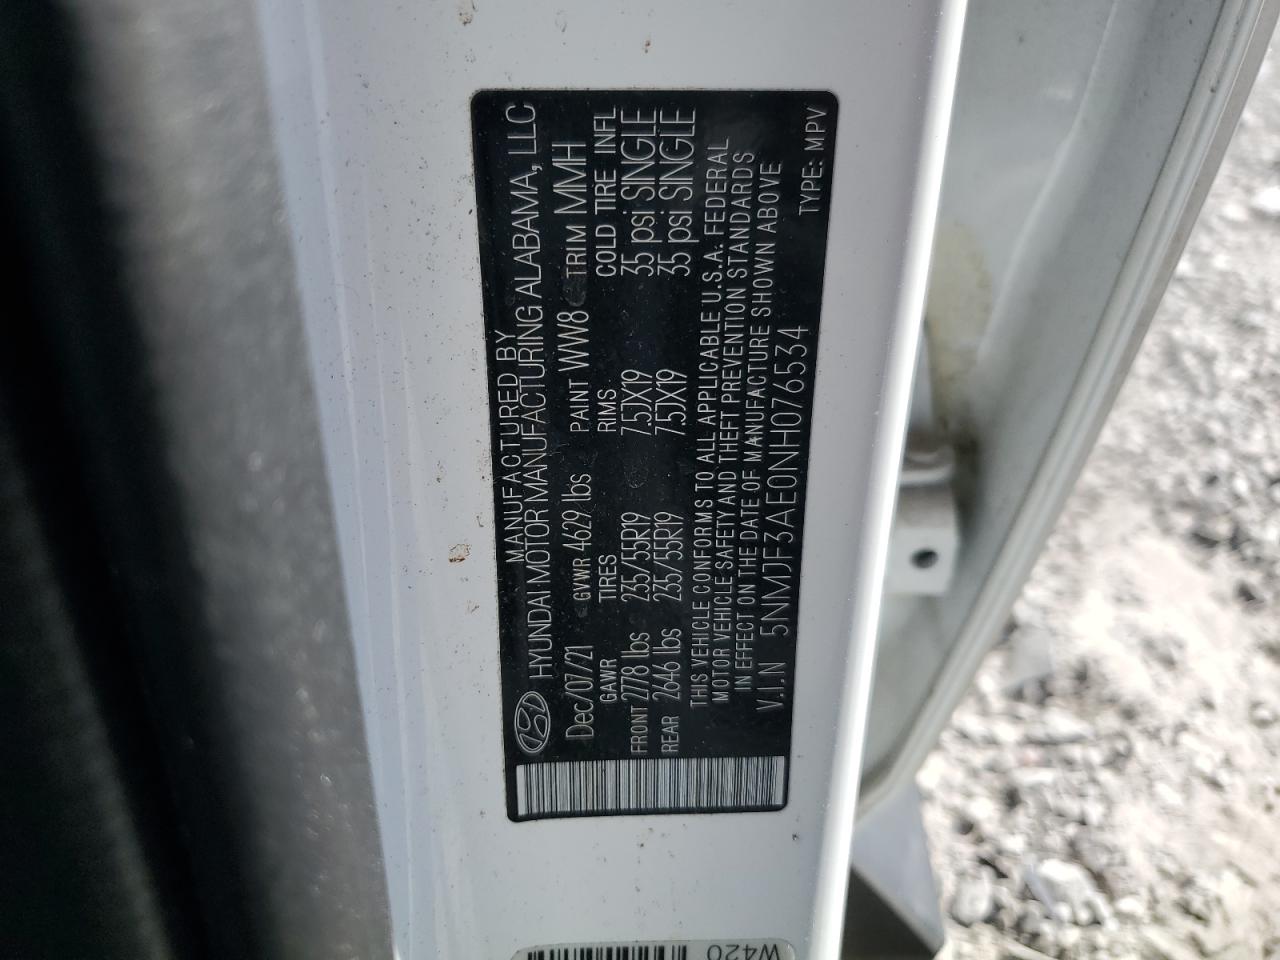 MANUFACTURED BY
HYUNDAI MOTOR MANUFACTURING ALABAMA, LLC
Dec/07/21 GVWR 4629 lbs PAINT WW8 TRIM MMH
GAWR TIRES RIMS COLD TIRE INFL
FRONT 2778 lbs 235/55R19 7.5JX19 35 psi SINGLE
REAR 2646 lbs 235/55R19 7.5JX19 35 psi SINGLE
THIS VEHICLE CONFORMS TO ALL APPLICABLE U.S.A. FEDERAL
MOTOR VEHICLE SAFETY AND THEFT PREVENTION STANDARDS
IN EFFECT ON THE DATE OF MANUFACTURE SHOWN ABOVE
V.I.N 5NMJF3AE0NH076534 TYPE: MPV
W420